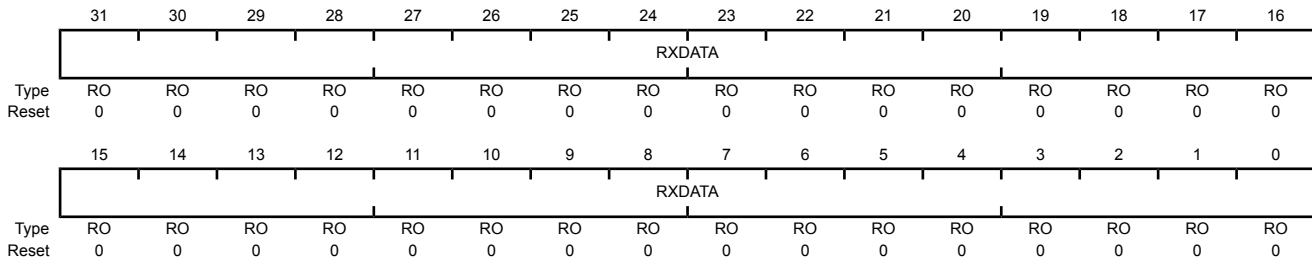 31 30 29 28 27 26 25 24 23 22 21 20 19 18 17 16
RXDATA
Type RO RO RO RO RO RO RO RO RO RO RO RO RO RO RO RO
Reset 0 0 0 0 0 0 0 0 0 0 0 0 0 0 0 0
15 14 13 12 11 10 9 8 7 6 5 4 3 2 1 0
RXDATA
Type RO RO RO RO RO RO RO RO RO RO RO RO RO RO RO RO
Reset 0 0 0 0 0 0 0 0 0 0 0 0 0 0 0 0